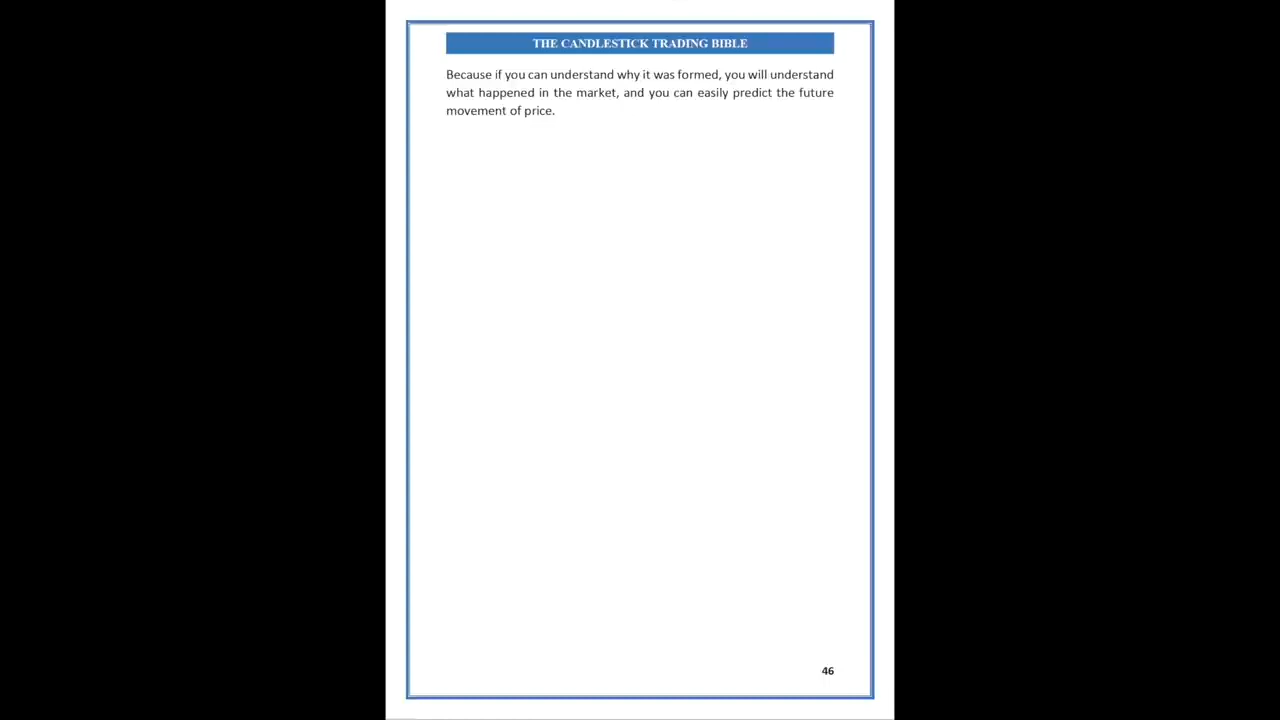 THE CANDLESTICK TRADING BIBLE
Because if you can understand why it was formed, you will understand
what happened in the market, and you can easily predict the future
movement of price.
46